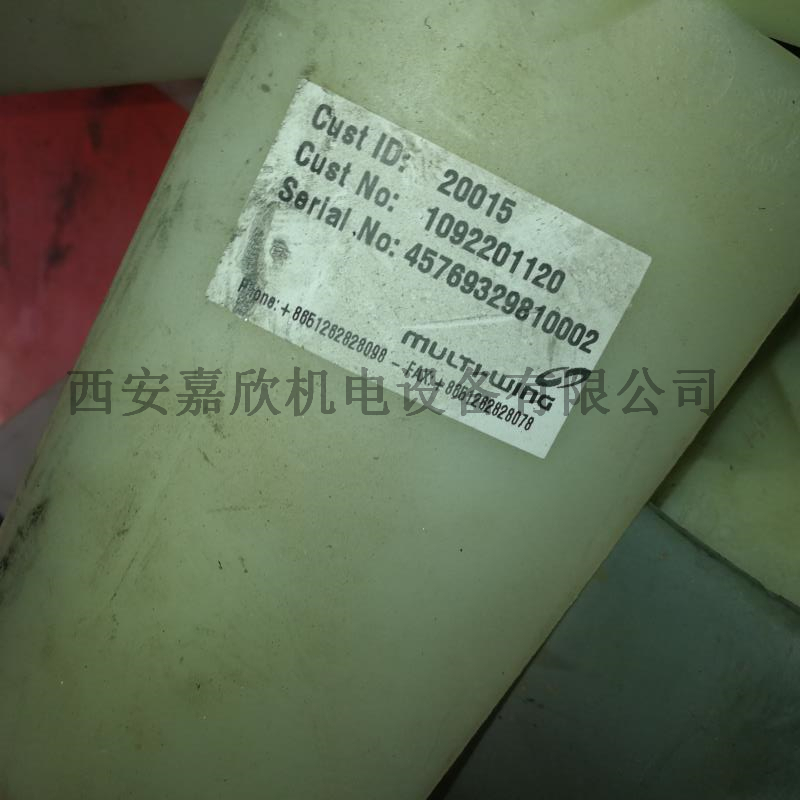 Cust ID: 20015
Cust No: 1092201120
Serial .No: 45769329810002
MULTI-WING
Phone:+8651262828098 - FAX:+8651262828078
西安嘉欣机电设备有限公司